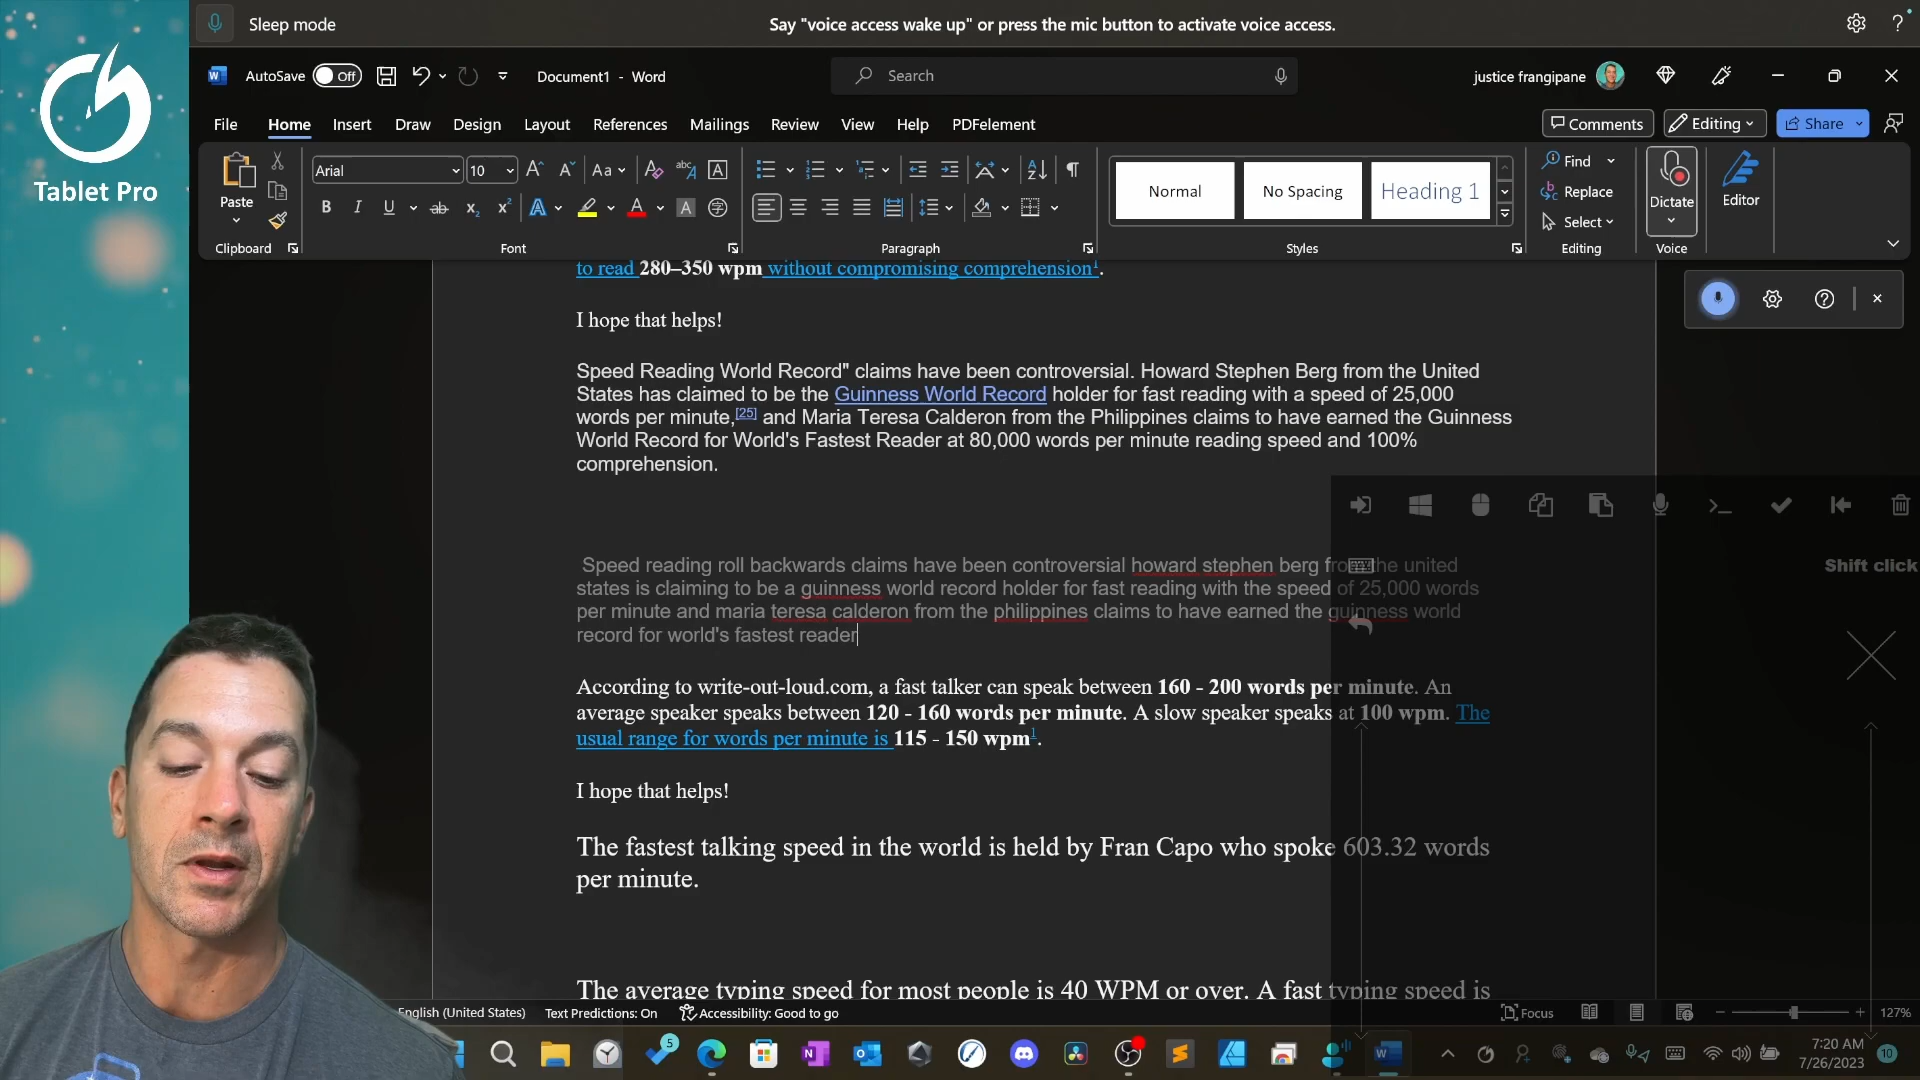 Sleep mode
Say "voice access wake up" or press the mic button to activate voice access.
Tablet Pro
AutoSave Off
Document1 - Word
Search
justice frangipane
File Home Insert Draw Design Layout References Mailings Review View Help PDFelement
Comments Editing Share
Paste
Clipboard
Arial 10
Font
Paragraph
Normal
No Spacing
Heading 1
Styles
Find
Replace
Select
Editing
Dictate
Voice
Editor
to read 280–350 wpm without compromising comprehension1.
I hope that helps!
Speed Reading World Record" claims have been controversial. Howard Stephen Berg from the United
States has claimed to be the Guinness World Record holder for fast reading with a speed of 25,000
words per minute,[25] and Maria Teresa Calderon from the Philippines claims to have earned the Guinness
World Record for World's Fastest Reader at 80,000 words per minute reading speed and 100%
comprehension.
Speed reading roll backwards claims have been controversial howard stephen berg from the united
states is claiming to be a guinness world record holder for fast reading with the speed of 25,000 words
per minute and maria teresa calderon from the philippines claims to have earned the guinness world
record for world's fastest reader
Shift click
According to write-out-loud.com, a fast talker can speak between 160 - 200 words per minute. An
average speaker speaks between 120 - 160 words per minute. A slow speaker speaks at 100 wpm. The
usual range for words per minute is 115 - 150 wpm1.
I hope that helps!
The fastest talking speed in the world is held by Fran Capo who spoke 603.32 words
per minute.
The average typing speed for most people is 40 WPM or over. A fast typing speed is
English (United States) Text Predictions: On Accessibility: Good to go
Focus
127%
5
7:20 AM
7/26/2023
10